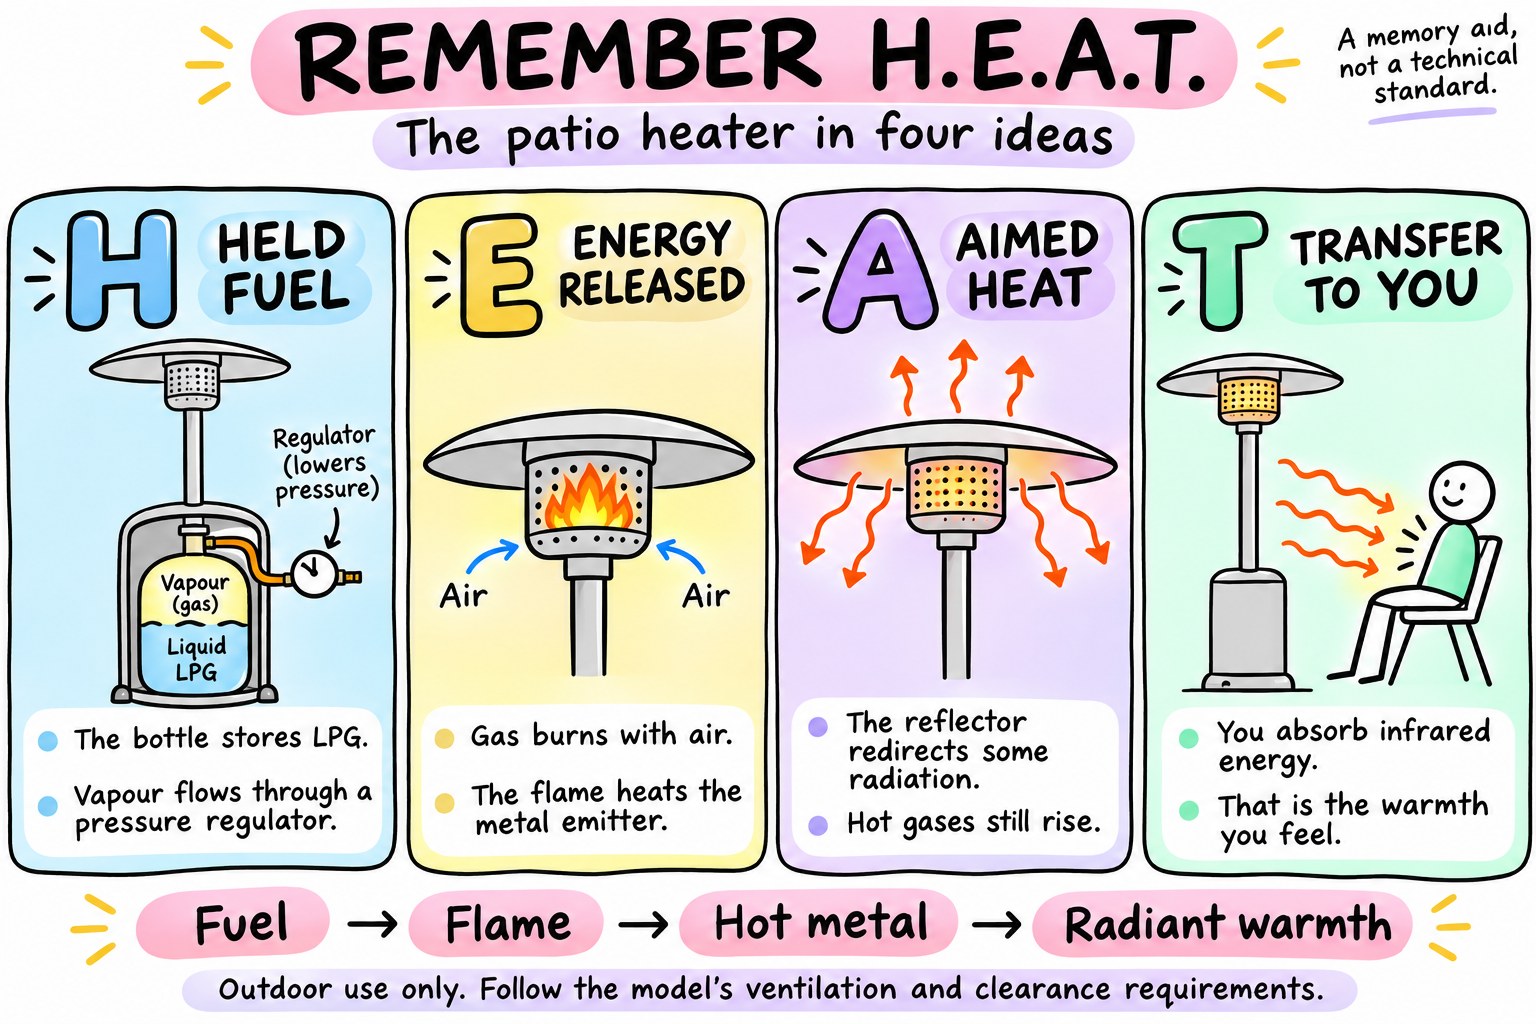 REMEMBER H.E.A.T.
The patio heater in four ideas
A memory aid,
not a technical
standard.
H
HELD
FUEL
Regulator
(lowers
pressure)
Vapour
(gas)
Liquid
LPG
The bottle stores LPG.
Vapour flows through a
pressure regulator.
E
ENERGY
RELEASED
Air
Air
Gas burns with air.
The flame heats the
metal emitter.
A
AIMED
HEAT
The reflector
redirects some
radiation.
Hot gases still rise.
T
TRANSFER
TO YOU
You absorb infrared
energy.
That is the warmth
you feel.
Fuel → Flame → Hot metal → Radiant warmth
Outdoor use only. Follow the model's ventilation and clearance requirements.